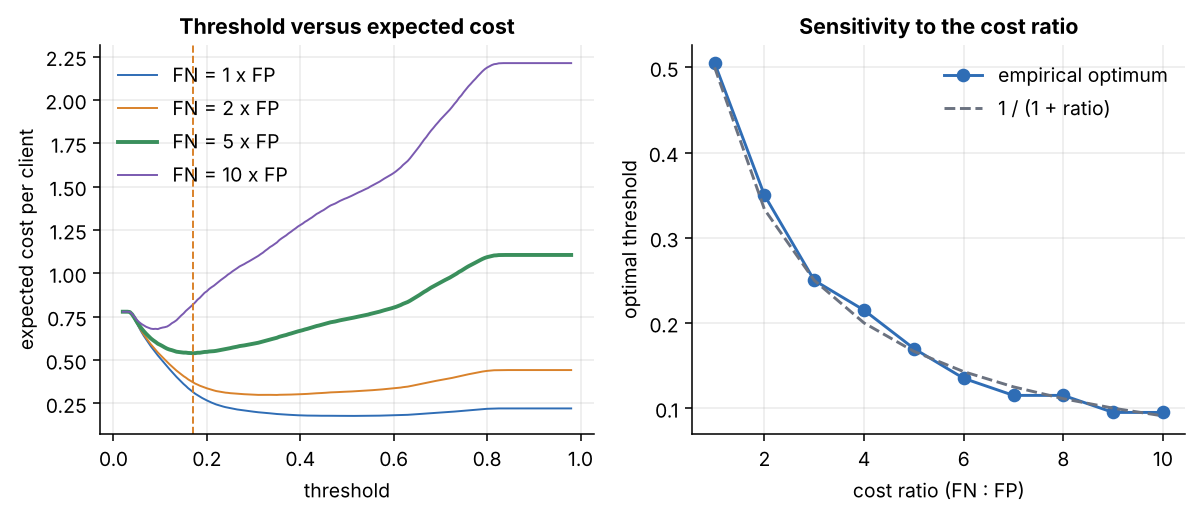 Threshold versus expected cost
expected cost per client
2.25
2.00
1.75
1.50
1.25
1.00
0.75
0.50
0.25
FN = 1 x FP
FN = 2 x FP
FN = 5 x FP
FN = 10 x FP
0.0 0.2 0.4 0.6 0.8 1.0
threshold
Sensitivity to the cost ratio
optimal threshold
0.5
0.4
0.3
0.2
0.1
empirical optimum
1 / (1 + ratio)
2 4 6 8 10
cost ratio (FN : FP)